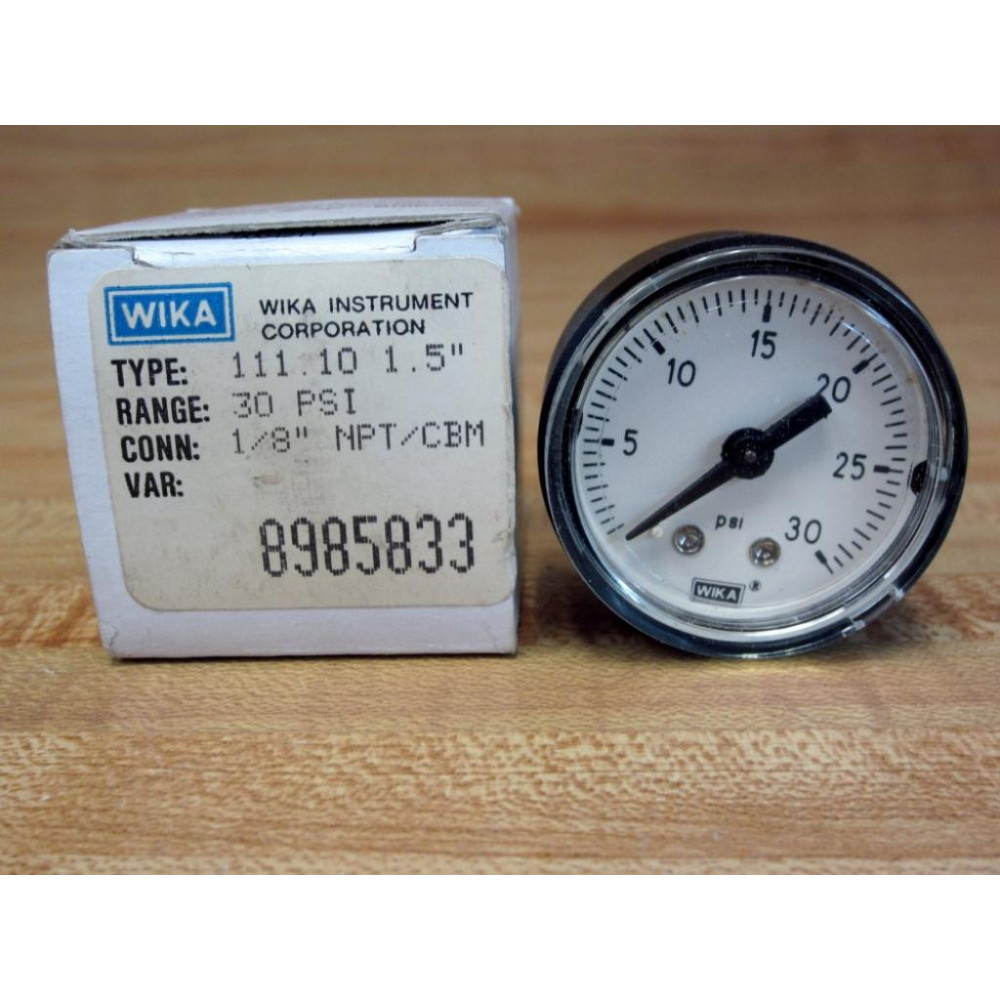 WIKA
WIKA INSTRUMENT
CORPORATION
TYPE: 111.10 1.5"
RANGE: 30 PSI
CONN: 1/8" NPT/CBM
VAR:
8985833
5
10
15
20
25
30
psi
WIKA ®